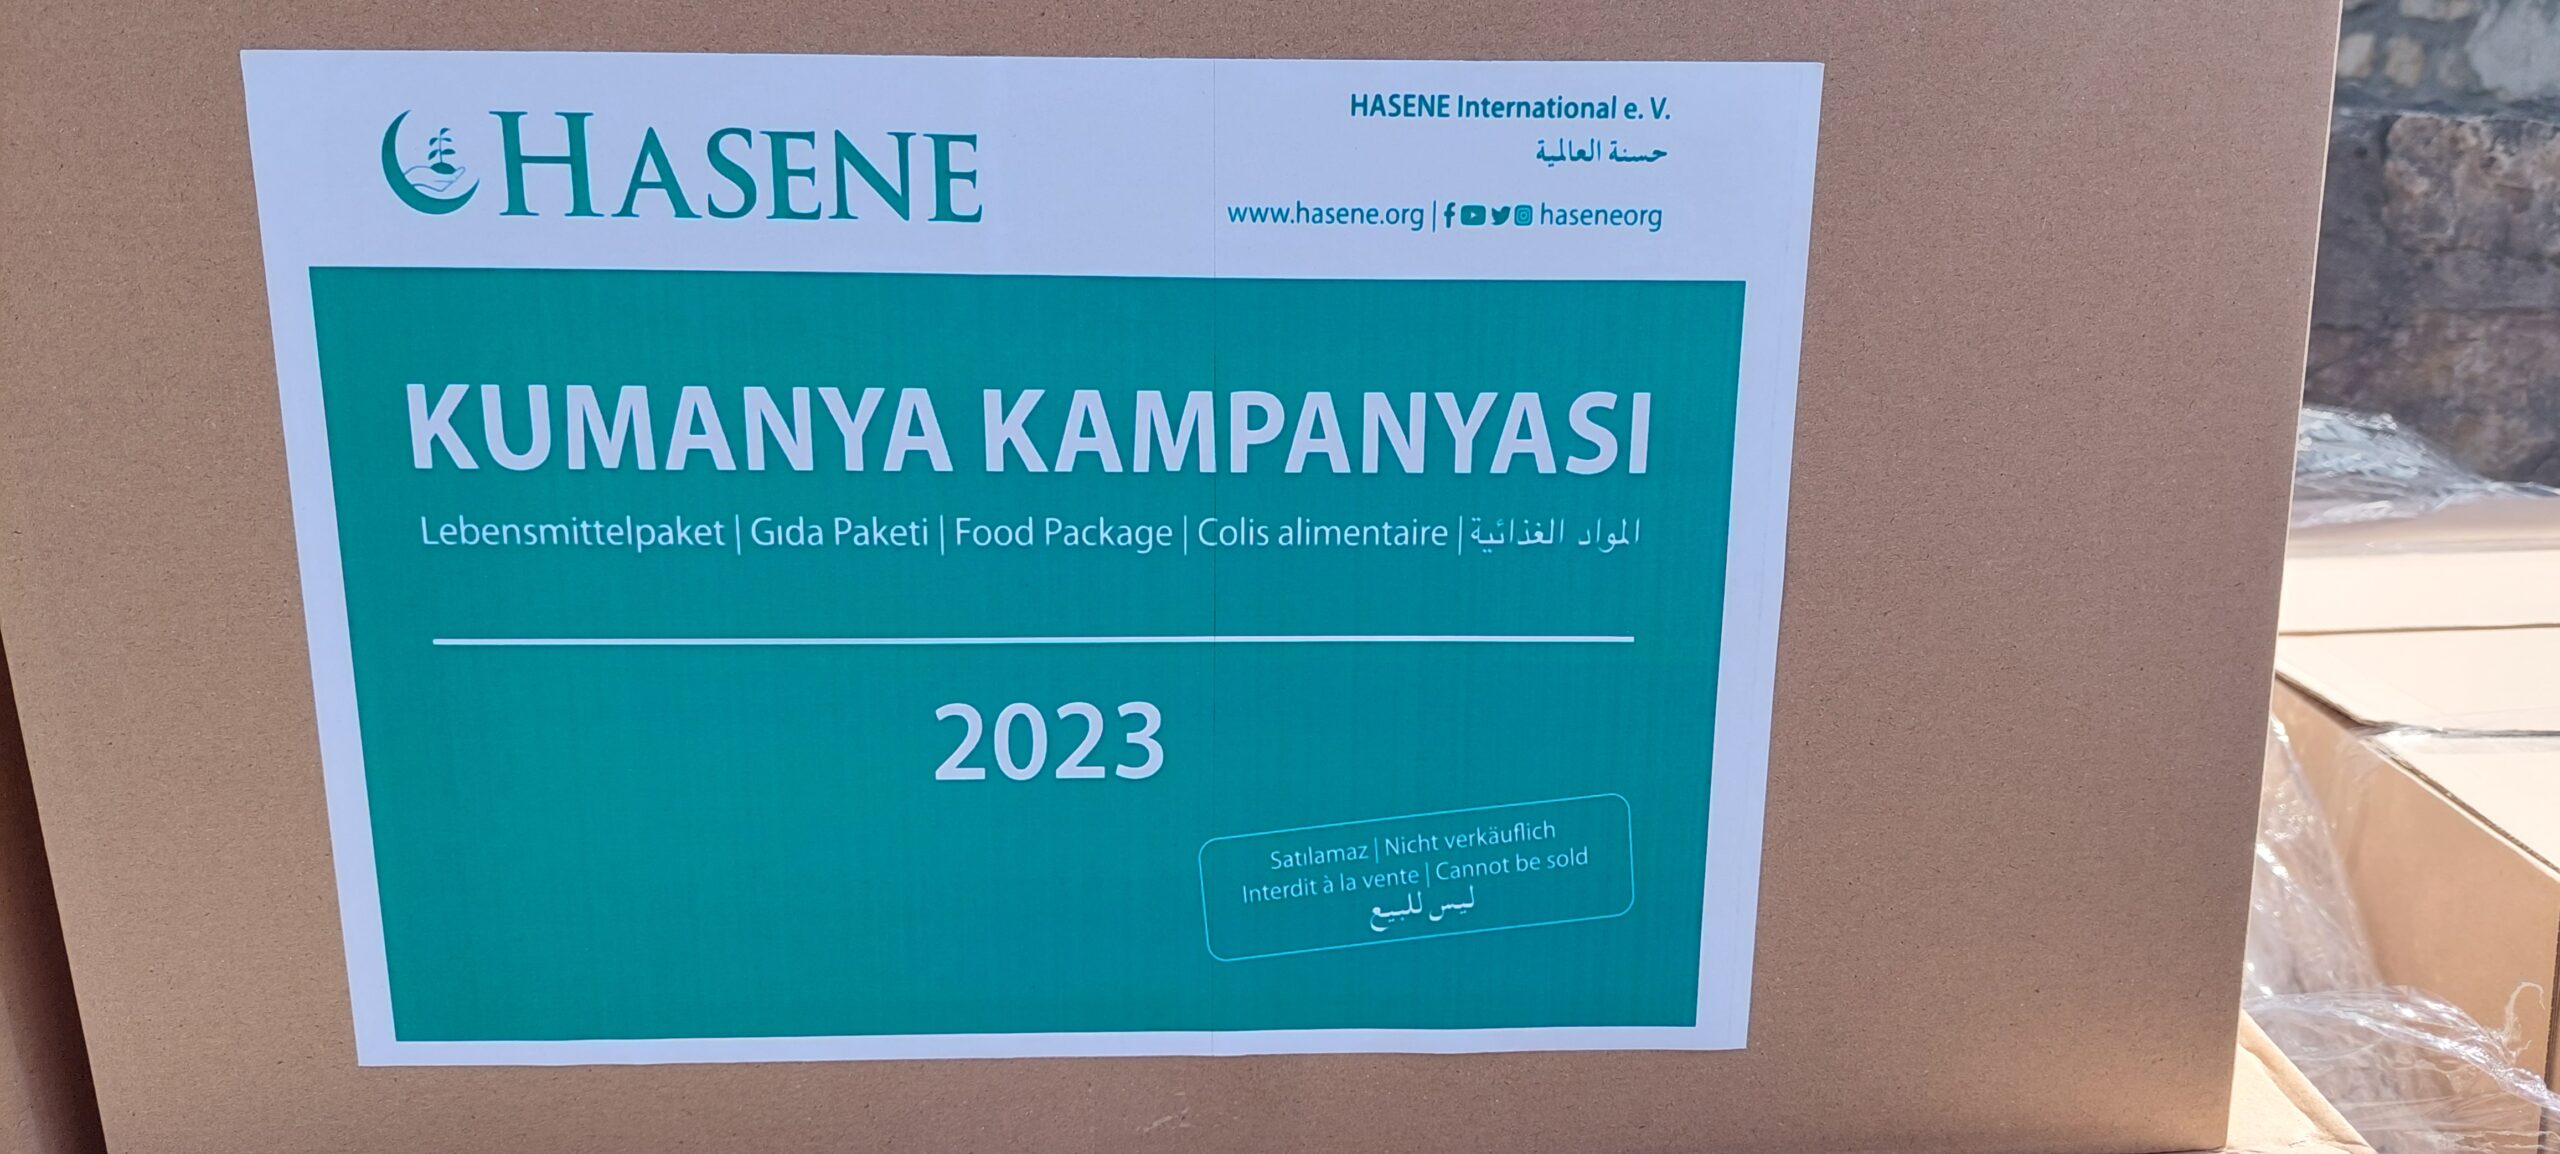 HASENE
HASENE International e. V.
حسنة العالمية
www.hasene.org | haseneorg
KUMANYA KAMPANYASI
Lebensmittelpaket | Gıda Paketi | Food Package | Colis alimentaire | المواد الغذائية
2023
Satılamaz | Nicht verkäuflich
Interdit à la vente | Cannot be sold
ليس للبيع